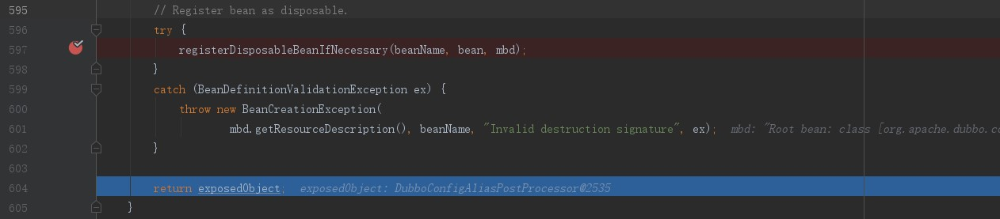 595 // Register bean as disposable.
596 try {
597 registerDisposableBeanIfNecessary(beanName, bean, mbd);
598 }
599 catch (BeanDefinitionValidationException ex) {
600 throw new BeanCreationException(
601 mbd.getResourceDescription(), beanName, "Invalid destruction signature", ex); mbd: "Root bean: class [org.apache.dubbo.co
602 }
603
604 return exposedObject; exposedObject: DubboConfigAliasPostProcessor@2535
605 }